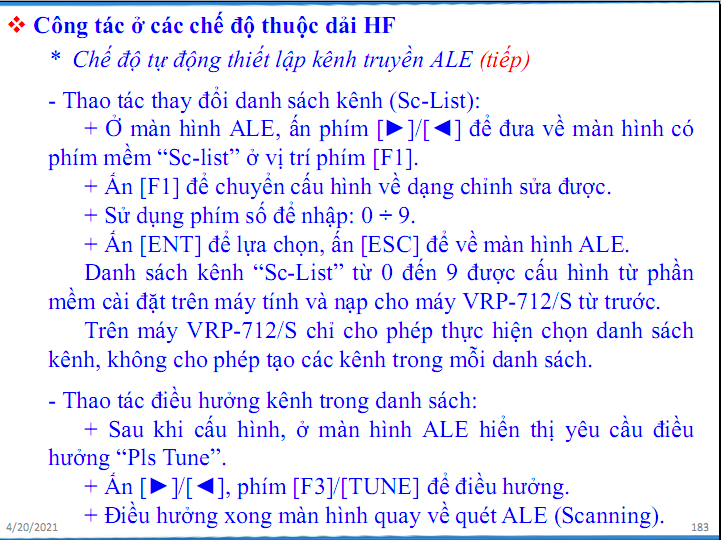 ❖ Công tác ở các chế độ thuộc dải HF
* Chế độ tự động thiết lập kênh truyền ALE (tiếp)
- Thao tác thay đổi danh sách kênh (Sc-List):
+ Ở màn hình ALE, ấn phím [►]/[◄] để đưa về màn hình có
phím mềm “Sc-list” ở vị trí phím [F1].
+ Ấn [F1] để chuyển cấu hình về dạng chỉnh sửa được.
+ Sử dụng phím số để nhập: 0 ÷ 9.
+ Ấn [ENT] để lựa chọn, ấn [ESC] để về màn hình ALE.
Danh sách kênh “Sc-List” từ 0 đến 9 được cấu hình từ phần
mềm cài đặt trên máy tính và nạp cho máy VRP-712/S từ trước.
Trên máy VRP-712/S chỉ cho phép thực hiện chọn danh sách
kênh, không cho phép tạo các kênh trong mỗi danh sách.
- Thao tác điều hưởng kênh trong danh sách:
+ Sau khi cấu hình, ở màn hình ALE hiển thị yêu cầu điều
hưởng “Pls Tune”.
+ Ấn [►]/[◄], phím [F3]/[TUNE] để điều hưởng.
+ Điều hưởng xong màn hình quay về quét ALE (Scanning).
4/20/2021
183